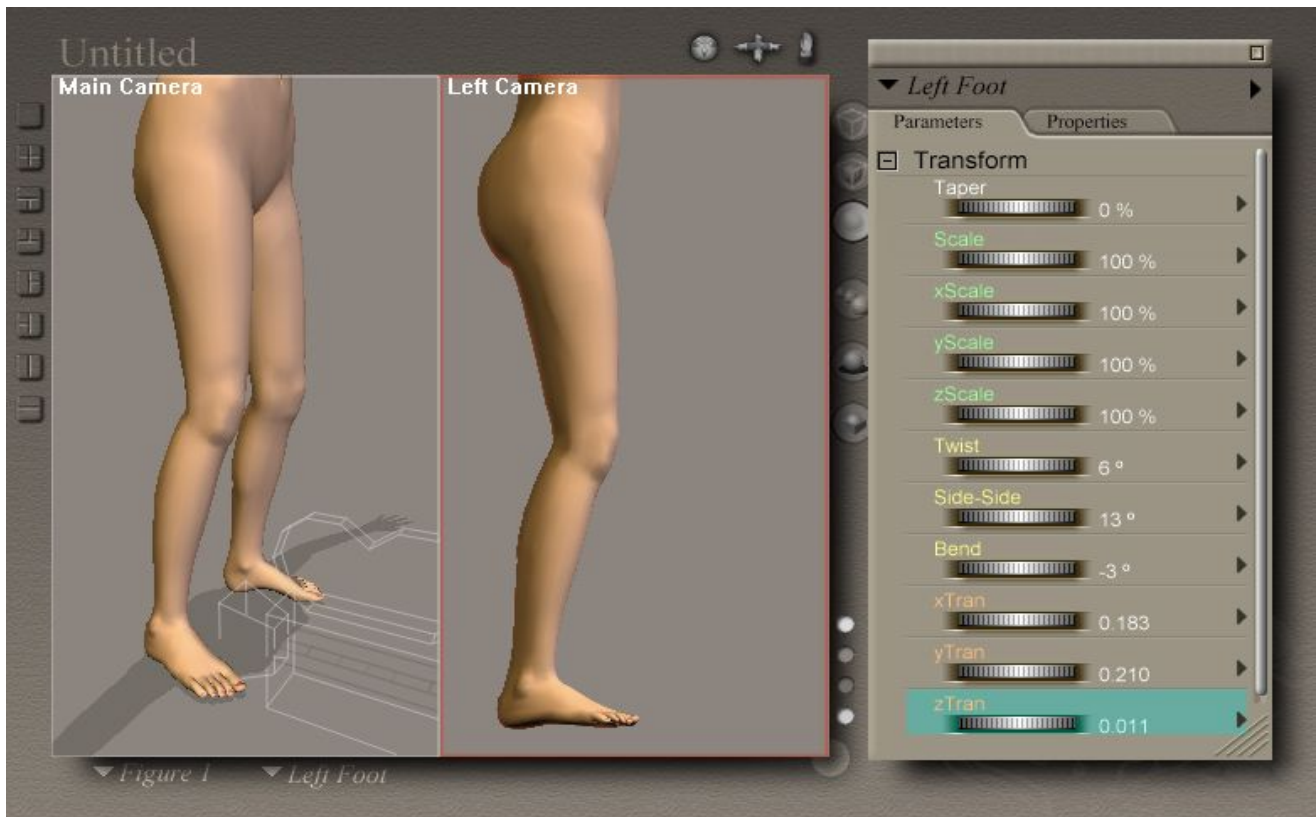 Untitled
Main Camera
Left Camera
Figure 1
Left Foot
Left Foot
Parameters
Properties
Transform
Taper
0 %
Scale
100 %
xScale
100 %
yScale
100 %
zScale
100 %
Twist
6 º
Side-Side
13 º
Bend
-3 º
xTran
0.183
yTran
0.210
zTran
0.011